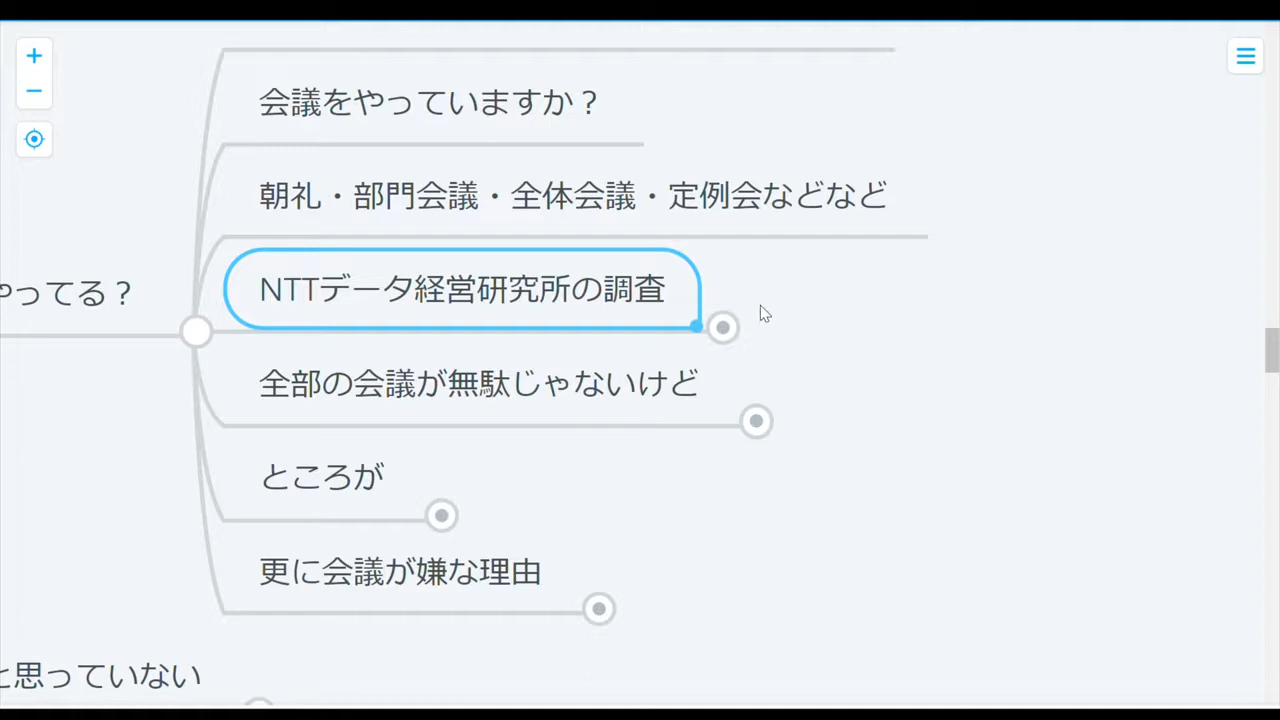 会議をやっていますか？
朝礼・部門会議・全体会議・定例会などなど
やってる？
NTTデータ経営研究所の調査
全部の会議が無駄じゃないけど
ところが
更に会議が嫌な理由
と思っていない